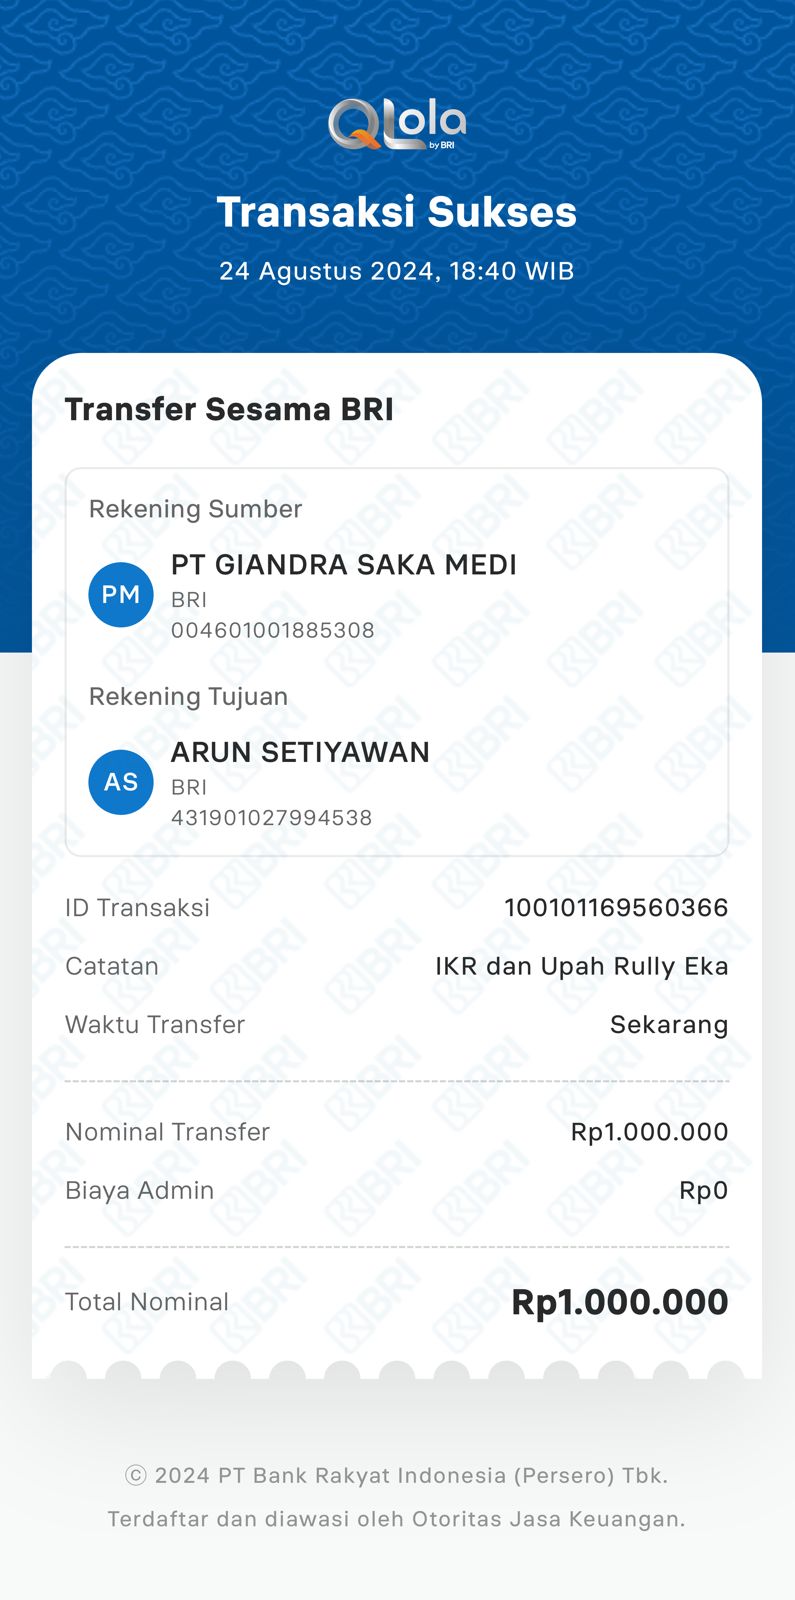 QLola
by BRI
Transaksi Sukses
24 Agustus 2024, 18:40 WIB
Transfer Sesama BRI
Rekening Sumber
PM
PT GIANDRA SAKA MEDI
BRI
004601001885308
Rekening Tujuan
AS
ARUN SETIYAWAN
BRI
431901027994538
ID Transaksi 100101169560366
Catatan IKR dan Upah Rully Eka
Waktu Transfer Sekarang
Nominal Transfer Rp1.000.000
Biaya Admin Rp0
Total Nominal Rp1.000.000
© 2024 PT Bank Rakyat Indonesia (Persero) Tbk.
Terdaftar dan diawasi oleh Otoritas Jasa Keuangan.